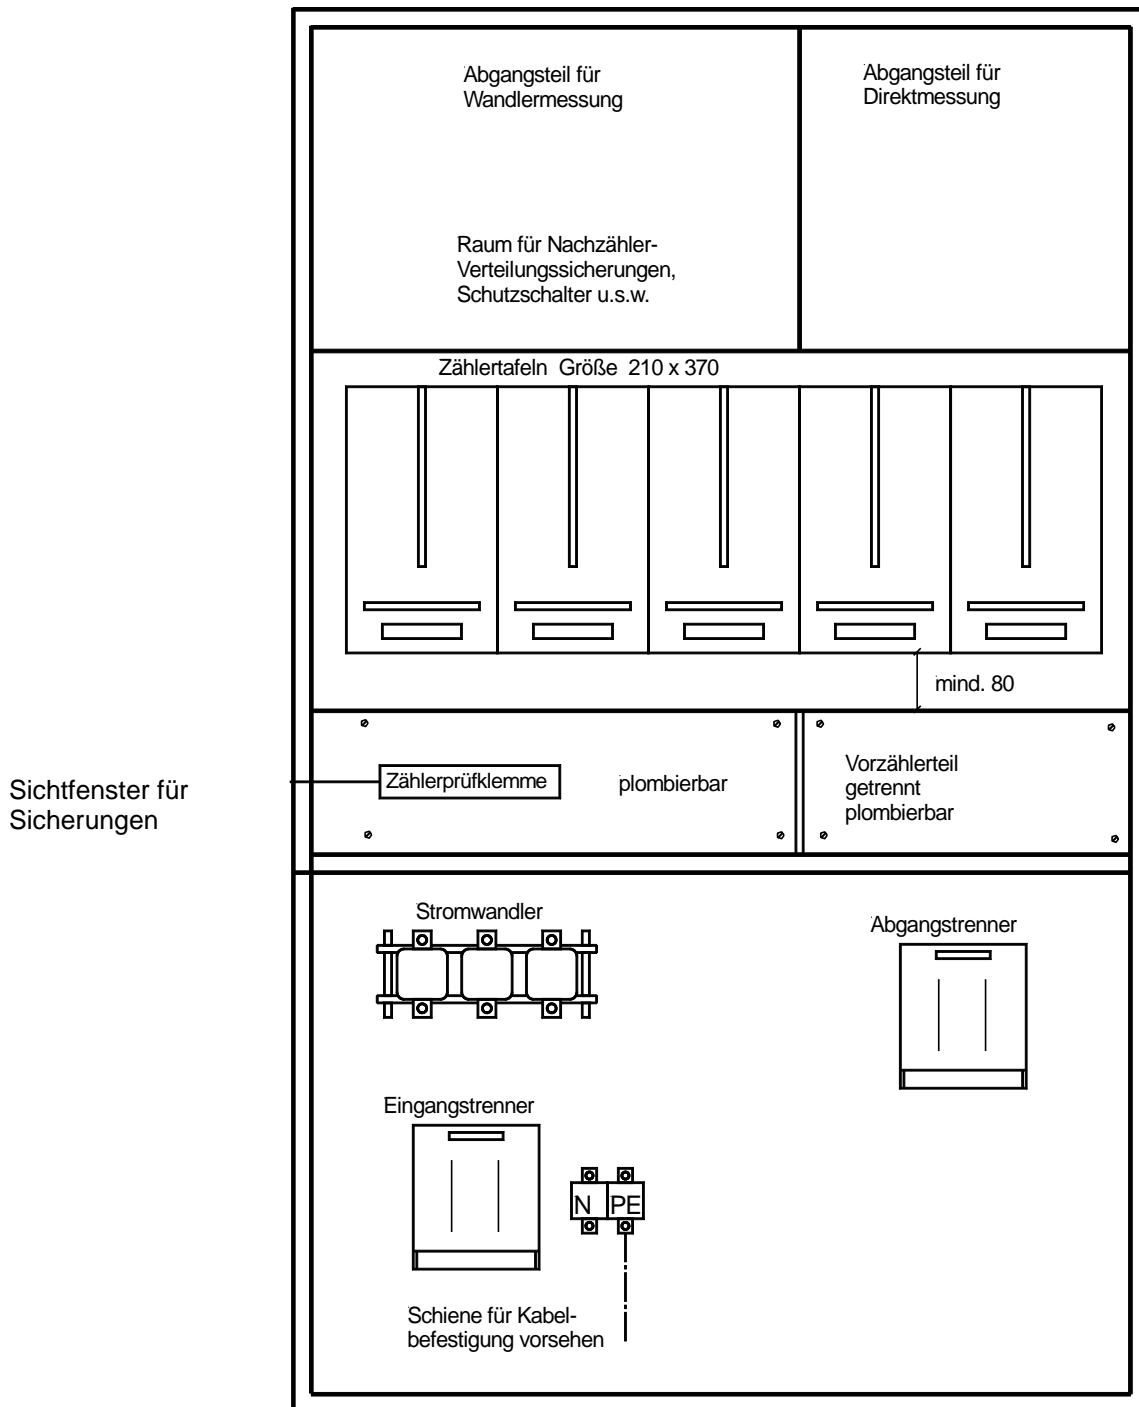 Abgangsteil für
Wandlermessung
Abgangsteil für
Direktmessung
Raum für Nachzähler-
Verteilungssicherungen,
Schutzschalter u.s.w.
Zählertafeln Größe 210 x 370
mind. 80
Sichtfenster für
Sicherungen
Zählerprüfklemme
plombierbar
Vorzählerteil
getrennt
plombierbar
Stromwandler
Abgangstrenner
Eingangstrenner
N PE
Schiene für Kabel-
befestigung vorsehen